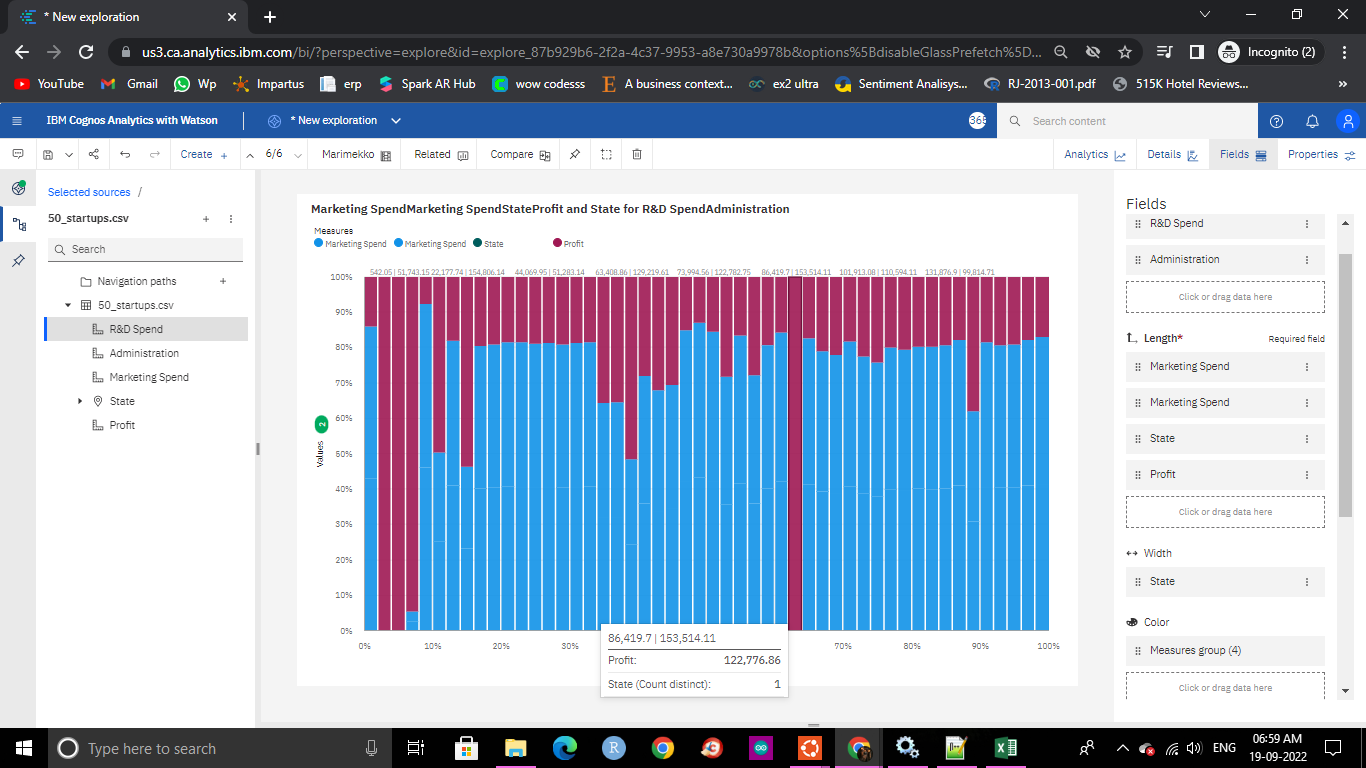 * New exploration
us3.ca.analytics.ibm.com/bi/?perspective=explore&id=explore_87b929b6-2f2a-4c37-9953-a8e730a9978b&options%5BdisableGlassPrefetch%5D...
Incognito (2)
YouTube Gmail Wp Impartus erp Spark AR Hub wow codesss A business context... ex2 ultra Sentiment Analisys... RJ-2013-001.pdf 515K Hotel Reviews... »
IBM Cognos Analytics with Watson * New exploration 365 Search content
Create + 6/6 Marimekko Related Compare Analytics Details Fields Properties
Selected sources /
50_startups.csv
Search
Navigation paths
50_startups.csv
R&D Spend
Administration
Marketing Spend
State
Profit
Marketing SpendMarketing SpendStateProfit and State for R&D SpendAdministration
Measures
Marketing Spend Marketing Spend State Profit
542.05 | 51,743.15 22,177.74 | 154,806.14 44,069.95 | 51,283.14 63,408.86 | 129,219.61 73,994.56 | 122,782.75 86,419.7 | 153,514.11 101,913.08 | 110,594.11 131,876.9 | 99,814.71
100%
90%
80%
70%
60%
50%
40%
30%
20%
10%
0%
Values
2
0% 10% 20% 30% 70% 80% 90% 100%
86,419.7 | 153,514.11
Profit: 122,776.86
State (Count distinct): 1
Fields
R&D Spend
Administration
Click or drag data here
Length* Required field
Marketing Spend
Marketing Spend
State
Profit
Click or drag data here
Width
State
Color
Measures group (4)
Click or drag data here
Type here to search
R
ENG
06:59 AM
19-09-2022